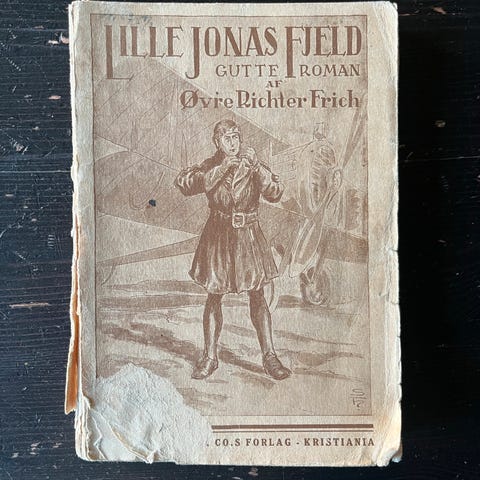 LILLE JONAS FJELD
GUTTE ROMAN
AF
Øvre Richter Frich
CO.S FORLAG - KRISTIANIA